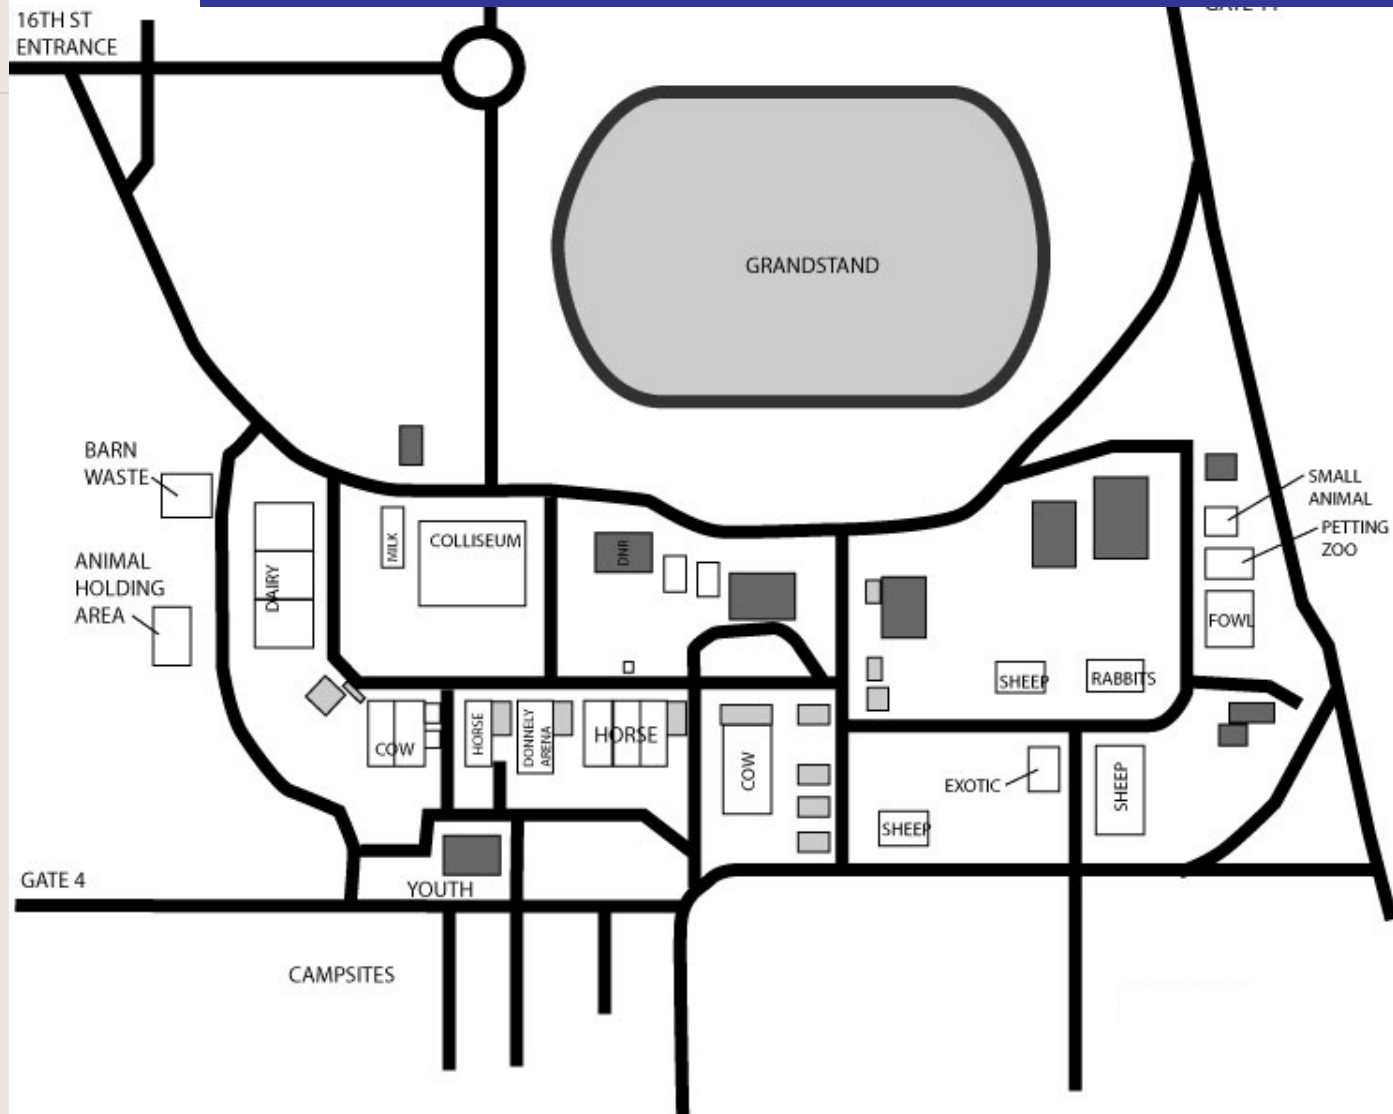 16TH ST
ENTRANCE
GRANDSTAND
BARN
WASTE
SMALL
ANIMAL
PETTING
ZOO
MILK
COLLISEUM
DNR
ANIMAL
HOLDING
AREA
DAIRY
FOWL
SHEEP
RABBITS
COW
HORSE
DONNELY
ARENA
HORSE
COW
EXOTIC
SHEEP
SHEEP
GATE 4
YOUTH
CAMPSITES